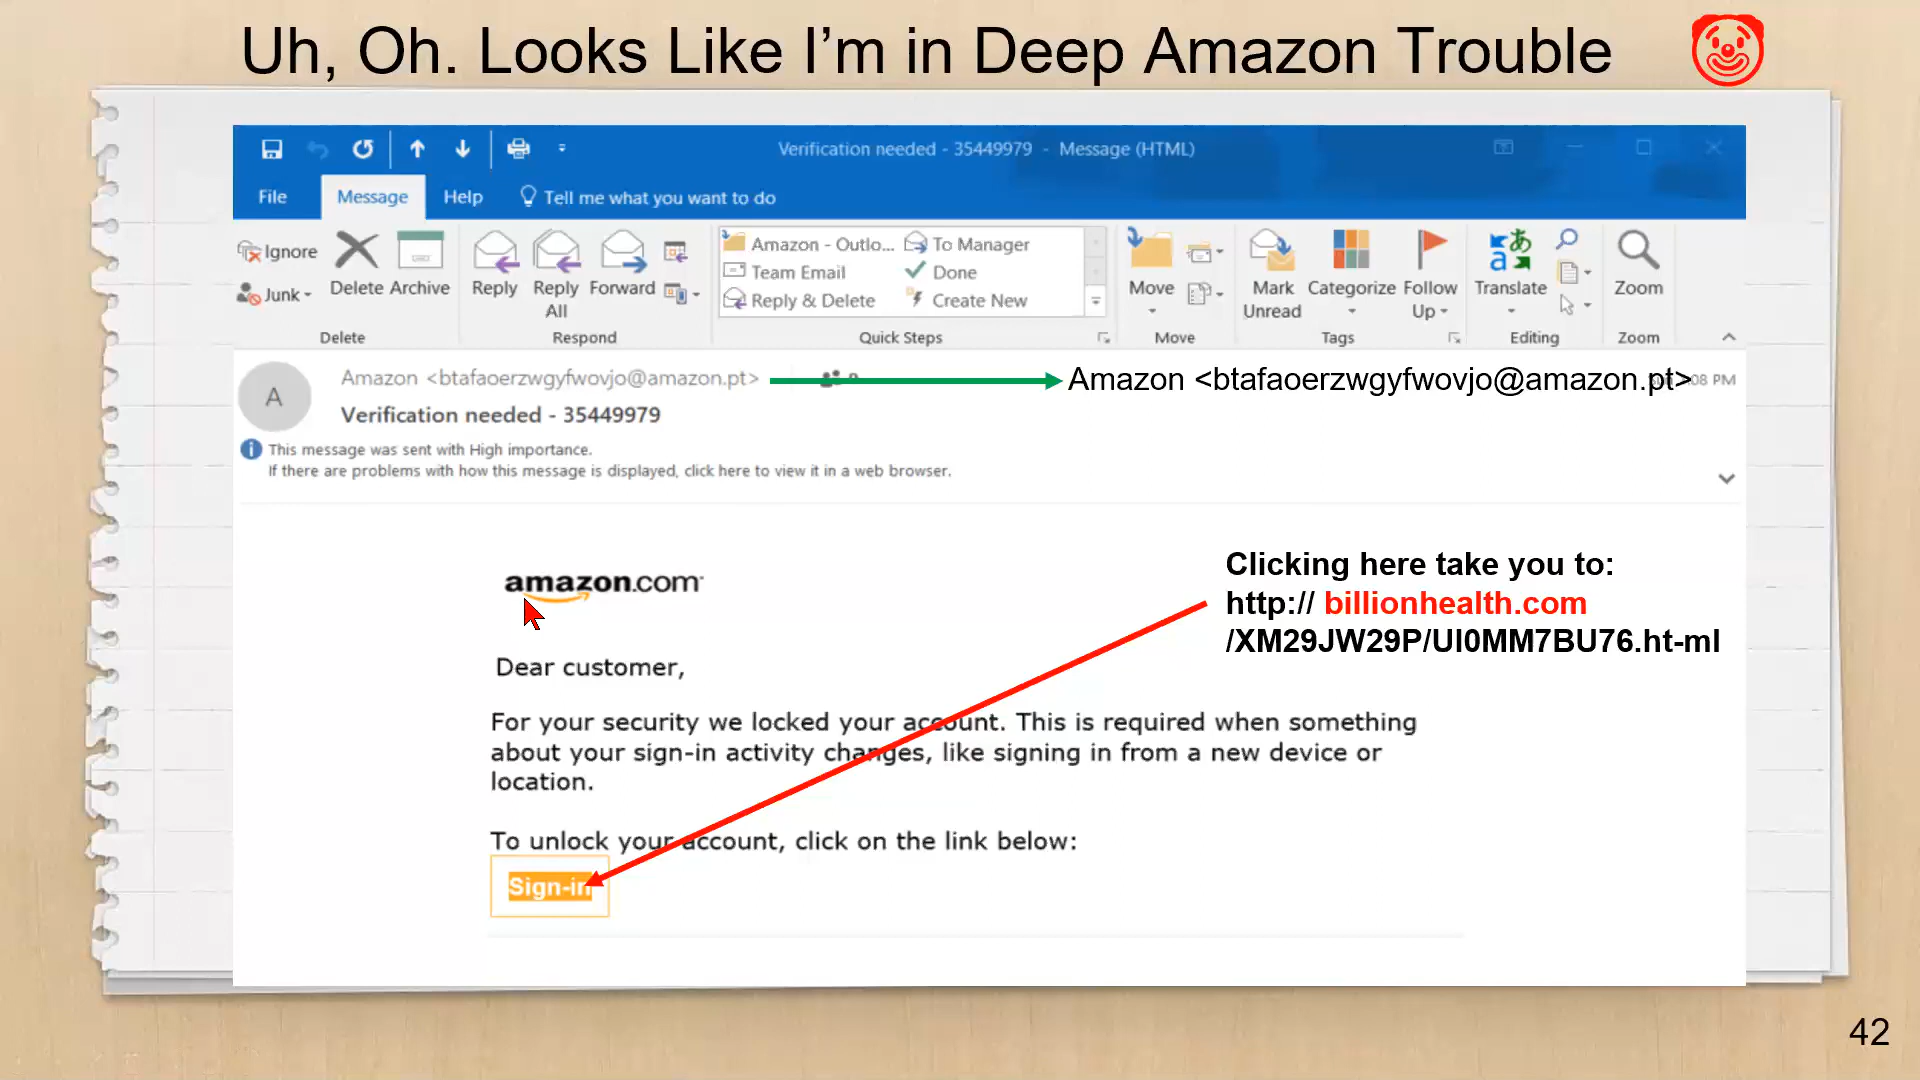 Uh, Oh. Looks Like I'm in Deep Amazon Trouble
Verification needed - 35449979 - Message (HTML)
File Message Help Tell me what you want to do
Ignore
Junk
Delete Archive
Delete
Reply
Reply All
Forward
Respond
Amazon - Outlo... To Manager
Team Email Done
Reply & Delete Create New
Quick Steps
Move
Move
Mark Unread
Categorize
Follow Up
Tags
Translate
Editing
Zoom
Zoom
A
Amazon <btafaoerzwgyfwovjo@amazon.pt>
Amazon <btafaoerzwgyfwovjo@amazon.pt>
08 PM
Verification needed - 35449979
This message was sent with High importance.
If there are problems with how this message is displayed, click here to view it in a web browser.
amazon.com
Clicking here take you to:
http:// billionhealth.com
/XM29JW29P/UI0MM7BU76.ht-ml
Dear customer,
For your security we locked your account. This is required when something
about your sign-in activity changes, like signing in from a new device or
location.
To unlock your account, click on the link below:
Sign-in
42